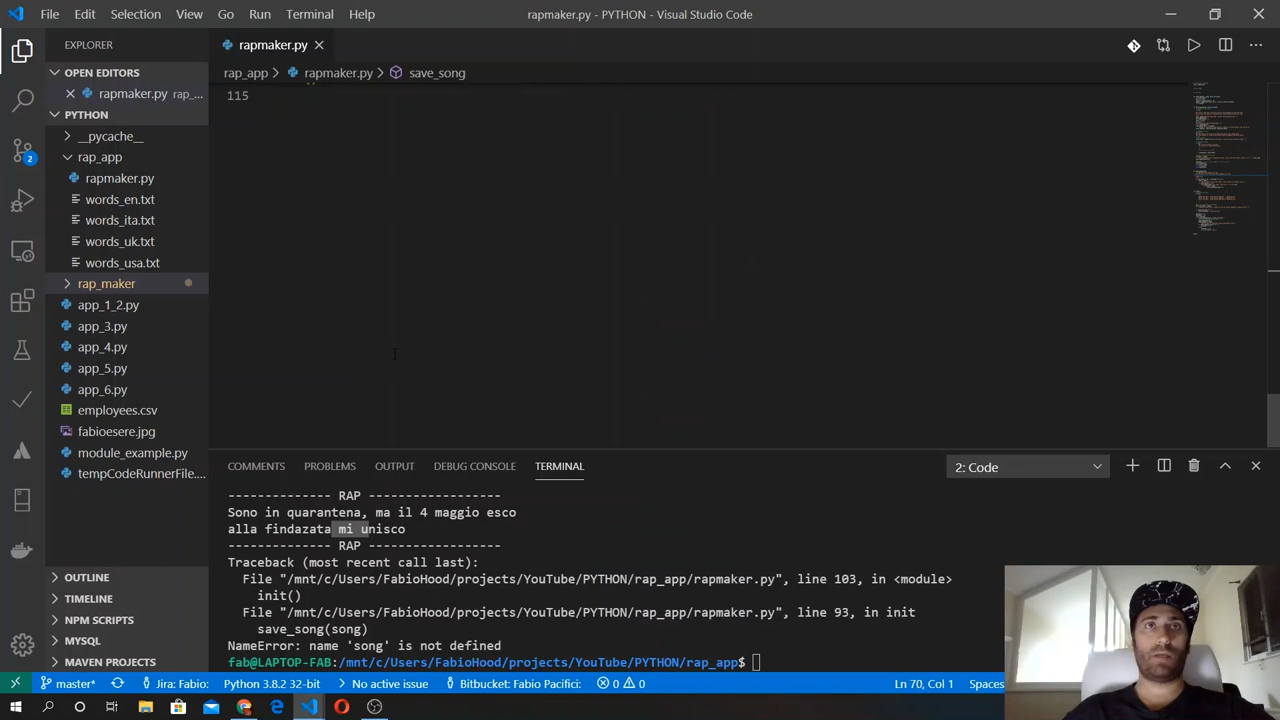 File Edit Selection View Go Run Terminal Help rapmaker.py - PYTHON - Visual Studio Code
EXPLORER
rapmaker.py
OPEN EDITORS
rap_app > rapmaker.py > save_song
rapmaker.py rap_...
115
PYTHON
__pycache__
rap_app
rapmaker.py
words_en.txt
words_ita.txt
words_uk.txt
words_usa.txt
rap_maker
app_1_2.py
app_3.py
app_4.py
app_5.py
app_6.py
employees.csv
fabioesere.jpg
module_example.py
tempCodeRunnerFile....
OUTLINE
TIMELINE
NPM SCRIPTS
MYSQL
MAVEN PROJECTS
2
COMMENTS PROBLEMS OUTPUT DEBUG CONSOLE TERMINAL 2: Code
-------------- RAP ------------------
Sono in quarantena, ma il 4 maggio esco
alla findazata mi unisco
-------------- RAP ------------------
Traceback (most recent call last):
File "/mnt/c/Users/FabioHood/projects/YouTube/PYTHON/rap_app/rapmaker.py", line 103, in <module>
init()
File "/mnt/c/Users/FabioHood/projects/YouTube/PYTHON/rap_app/rapmaker.py", line 93, in init
save_song(song)
NameError: name 'song' is not defined
fab@LAPTOP-FAB:/mnt/c/Users/FabioHood/projects/YouTube/PYTHON/rap_app$
master* Jira: Fabio: Python 3.8.2 32-bit No active issue Bitbucket: Fabio Pacifici: 0 0 Ln 70, Col 1 Spaces